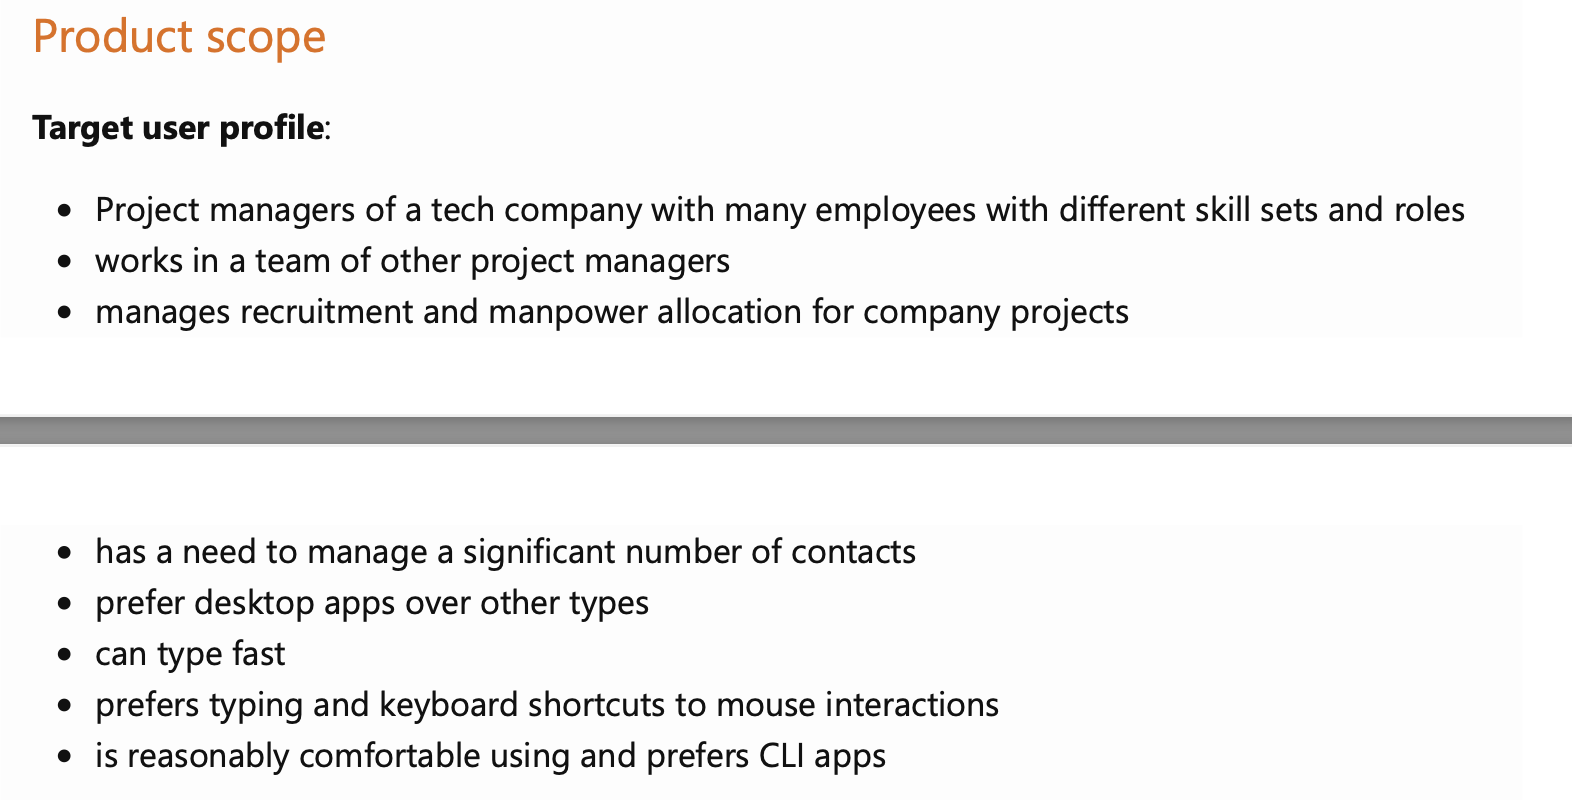 Product scope
Target user profile:
• Project managers of a tech company with many employees with different skill sets and roles
• works in a team of other project managers
• manages recruitment and manpower allocation for company projects
• has a need to manage a significant number of contacts
• prefer desktop apps over other types
• can type fast
• prefers typing and keyboard shortcuts to mouse interactions
• is reasonably comfortable using and prefers CLI apps